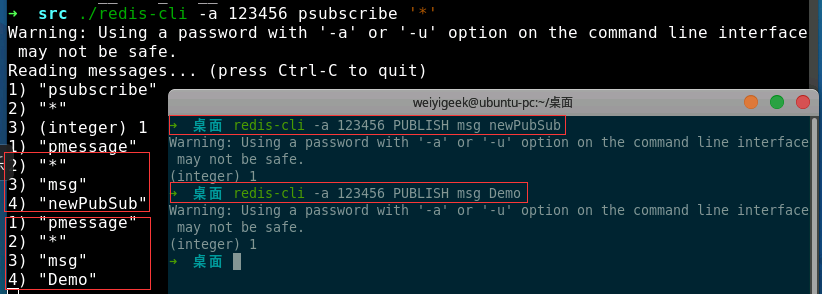 ➜ src ./redis-cli -a 123456 psubscribe '*'
Warning: Using a password with '-a' or '-u' option on the command line interface
may not be safe.
Reading messages... (press Ctrl-C to quit)
1) "psubscribe"
2) "*"
3) (integer) 1
1) "pmessage"
2) "*"
3) "msg"
4) "newPubSub"
1) "pmessage"
2) "*"
3) "msg"
4) "Demo"
weiyigeek@ubuntu-pc:~/桌面
➜ 桌面 redis-cli -a 123456 PUBLISH msg newPubSub
Warning: Using a password with '-a' or '-u' option on the command line interface
may not be safe.
(integer) 1
➜ 桌面 redis-cli -a 123456 PUBLISH msg Demo
Warning: Using a password with '-a' or '-u' option on the command line interface
may not be safe.
(integer) 1
➜ 桌面